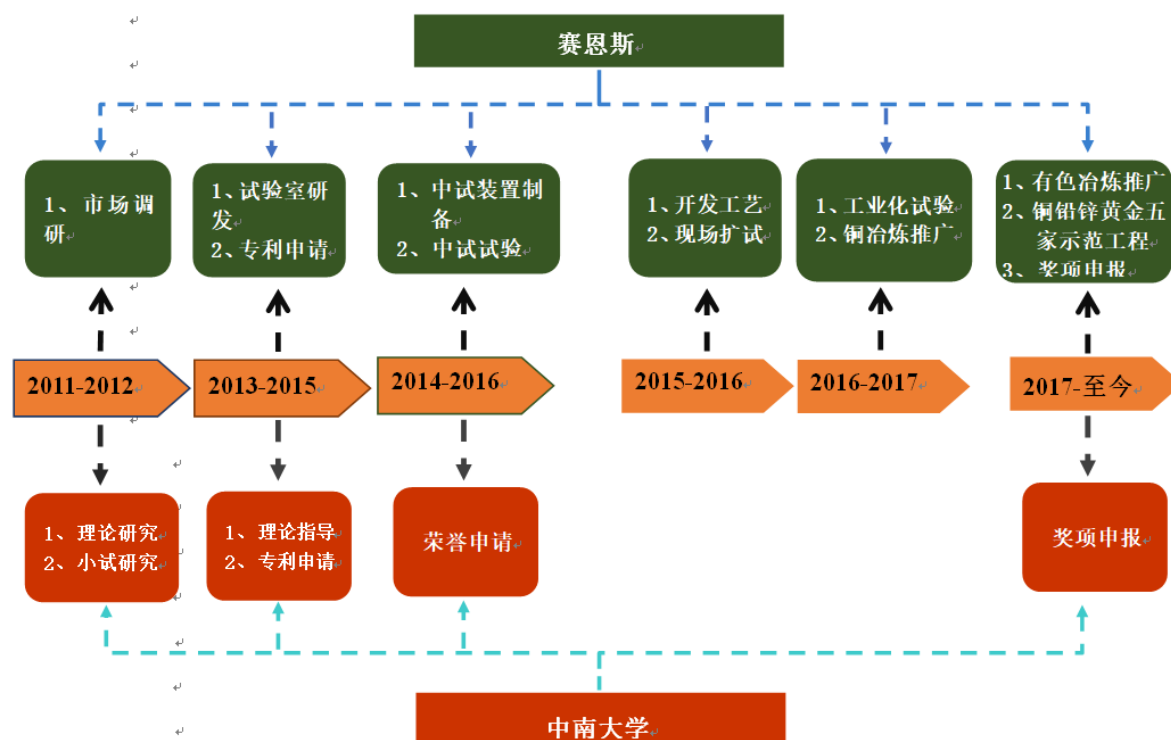 赛恩斯
1、市场调
研
1、试验室研
发
2、专利申请
1、中试装置制
备
2、中试试验
1、开发工艺
2、现场扩试
1、工业化试验
2、铜冶炼推广
1、有色冶炼推广
2、铜铅锌黄金五
家示范工程
3、奖项申报
2011-2012
2013-2015
2014-2016
2015-2016
2016-2017
2017-至今
1、理论研究
2、小试研究
1、理论指导
2、专利申请
荣誉申请
奖项申报
中南大学